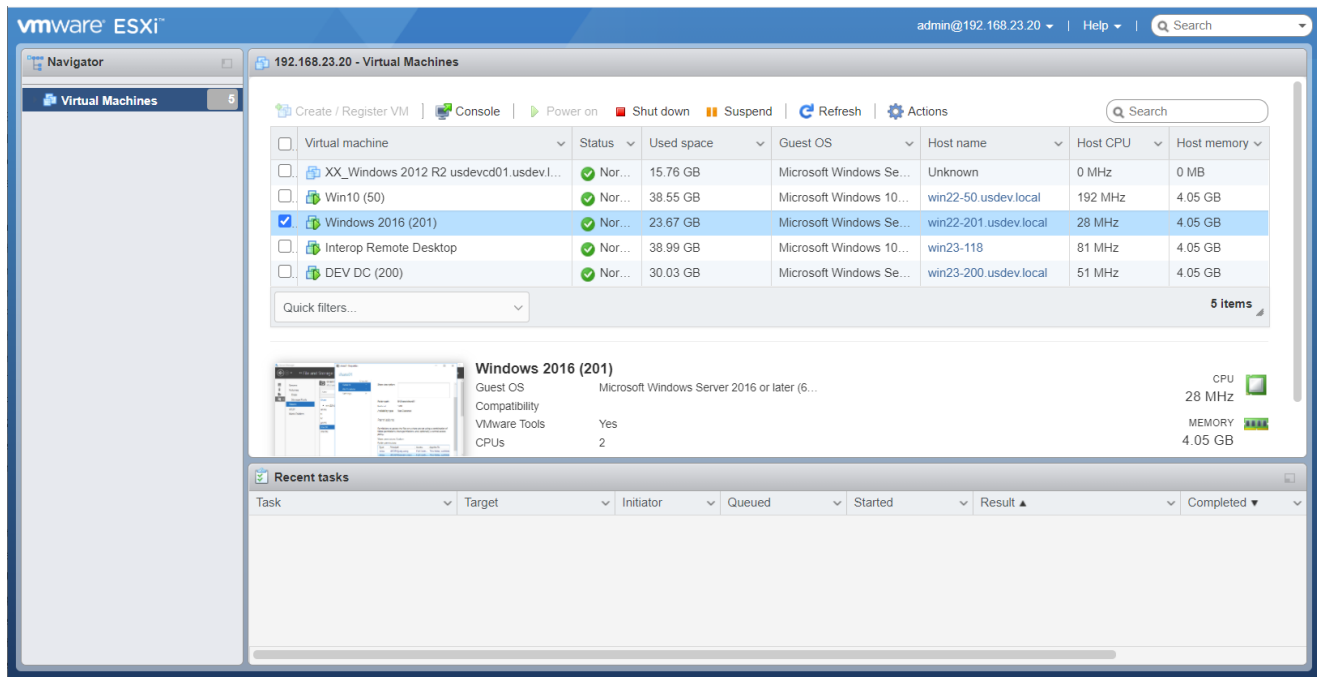 vmware ESXi™
admin@192.168.23.20 | Help | Search
Navigator
Virtual Machines 5
192.168.23.20 - Virtual Machines
Create / Register VM | Console | Power on Shut down Suspend | Refresh | Actions Search
Virtual machine Status Used space Guest OS Host name Host CPU Host memory
XX_Windows 2012 R2 usdevcd01.usdev.l... Nor... 15.76 GB Microsoft Windows Se... Unknown 0 MHz 0 MB
Win10 (50) Nor... 38.55 GB Microsoft Windows 10... win22-50.usdev.local 192 MHz 4.05 GB
Windows 2016 (201) Nor... 23.67 GB Microsoft Windows Se... win22-201.usdev.local 28 MHz 4.05 GB
Interop Remote Desktop Nor... 38.99 GB Microsoft Windows 10... win23-118 81 MHz 4.05 GB
DEV DC (200) Nor... 30.03 GB Microsoft Windows Se... win23-200.usdev.local 51 MHz 4.05 GB
Quick filters... 5 items
Windows 2016 (201)
Guest OS Microsoft Windows Server 2016 or later (6...
Compatibility
VMware Tools Yes
CPUs 2
CPU
28 MHz
MEMORY
4.05 GB
Recent tasks
Task Target Initiator Queued Started Result ▲ Completed ▼